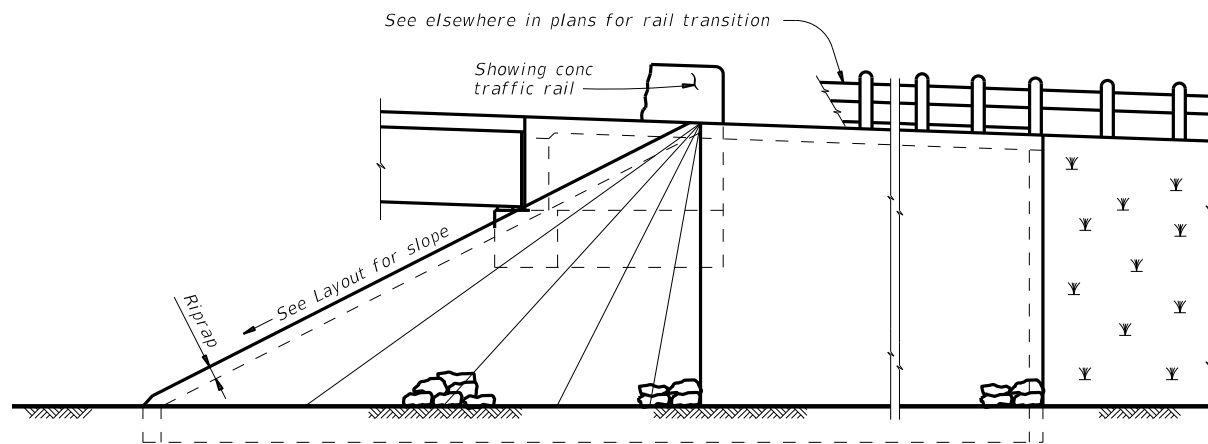 See elsewhere in plans for rail transition
Showing conc
traffic rail
See Layout for slope
Riprap